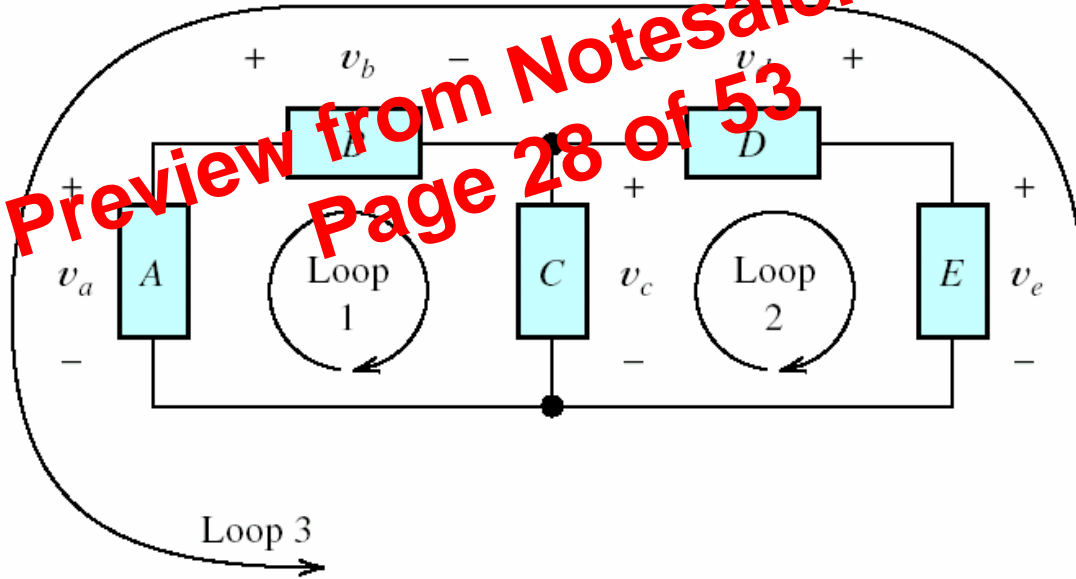 Preview from Notesale.
Page 28 of 53
+ v_b − − v_d +
B D
+ + +
v_a A Loop 1 C v_c Loop 2 E v_e
− − −
Loop 3